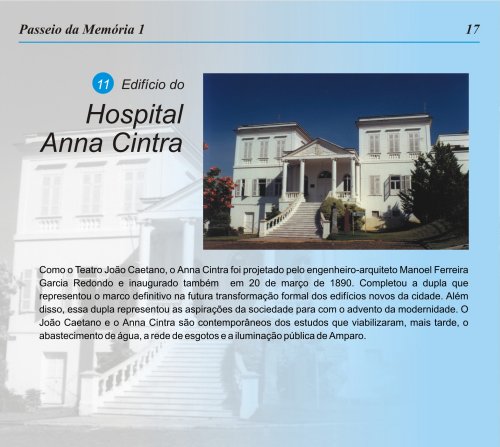 Passeio da Memória 1 17
11 Edifício do
Hospital
Anna Cintra
Como o Teatro João Caetano, o Anna Cintra foi projetado pelo engenheiro-arquiteto Manoel Ferreira
Garcia Redondo e inaugurado também em 20 de março de 1890. Completou a dupla que
representou o marco definitivo na futura transformação formal dos edifícios novos da cidade. Além
disso, essa dupla representou as aspirações da sociedade para com o advento da modernidade. O
João Caetano e o Anna Cintra são contemporâneos dos estudos que viabilizaram, mais tarde, o
abastecimento de água, a rede de esgotos e a iluminação pública de Amparo.